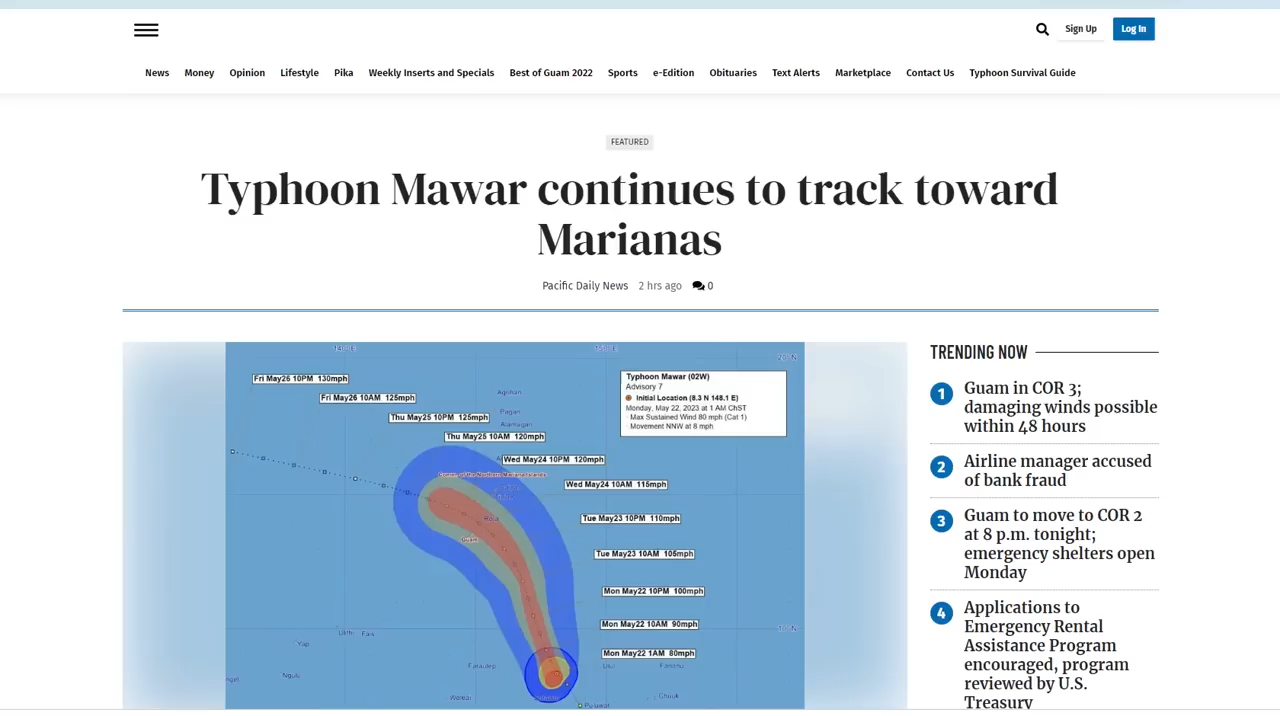 Sign Up
Log In
News Money Opinion Lifestyle Pika Weekly Inserts and Specials Best of Guam 2022 Sports e-Edition Obituaries Text Alerts Marketplace Contact Us Typhoon Survival Guide
FEATURED
Typhoon Mawar continues to track toward
Marianas
Pacific Daily News 2 hrs ago 0
Typhoon Mawar (02W)
Advisory 7
Initial Location (8.3 N 148.1 E)
Monday, May 22, 2023 at 1 AM ChST
Max Sustained Wind 80 mph (Cat 1)
Movement NNW at 8 mph
Fri May26 10PM 130mph
Fri May26 10AM 125mph
Thu May25 10PM 125mph
Thu May25 10AM 120mph
Wed May24 10PM 120mph
Wed May24 10AM 115mph
Tue May23 10PM 110mph
Tue May23 10AM 105mph
Mon May22 10PM 100mph
Mon May22 10AM 90mph
Mon May22 1AM 80mph
Pagan
Rota
Guam
Yap
Ulithi
Fais
Ngulu
Faraulep
Chuuk
TRENDING NOW
1 Guam in COR 3;
damaging winds possible
within 48 hours
2 Airline manager accused
of bank fraud
3 Guam to move to COR 2
at 8 p.m. tonight;
emergency shelters open
Monday
4 Applications to
Emergency Rental
Assistance Program
encouraged, program
reviewed by U.S.
Treasury